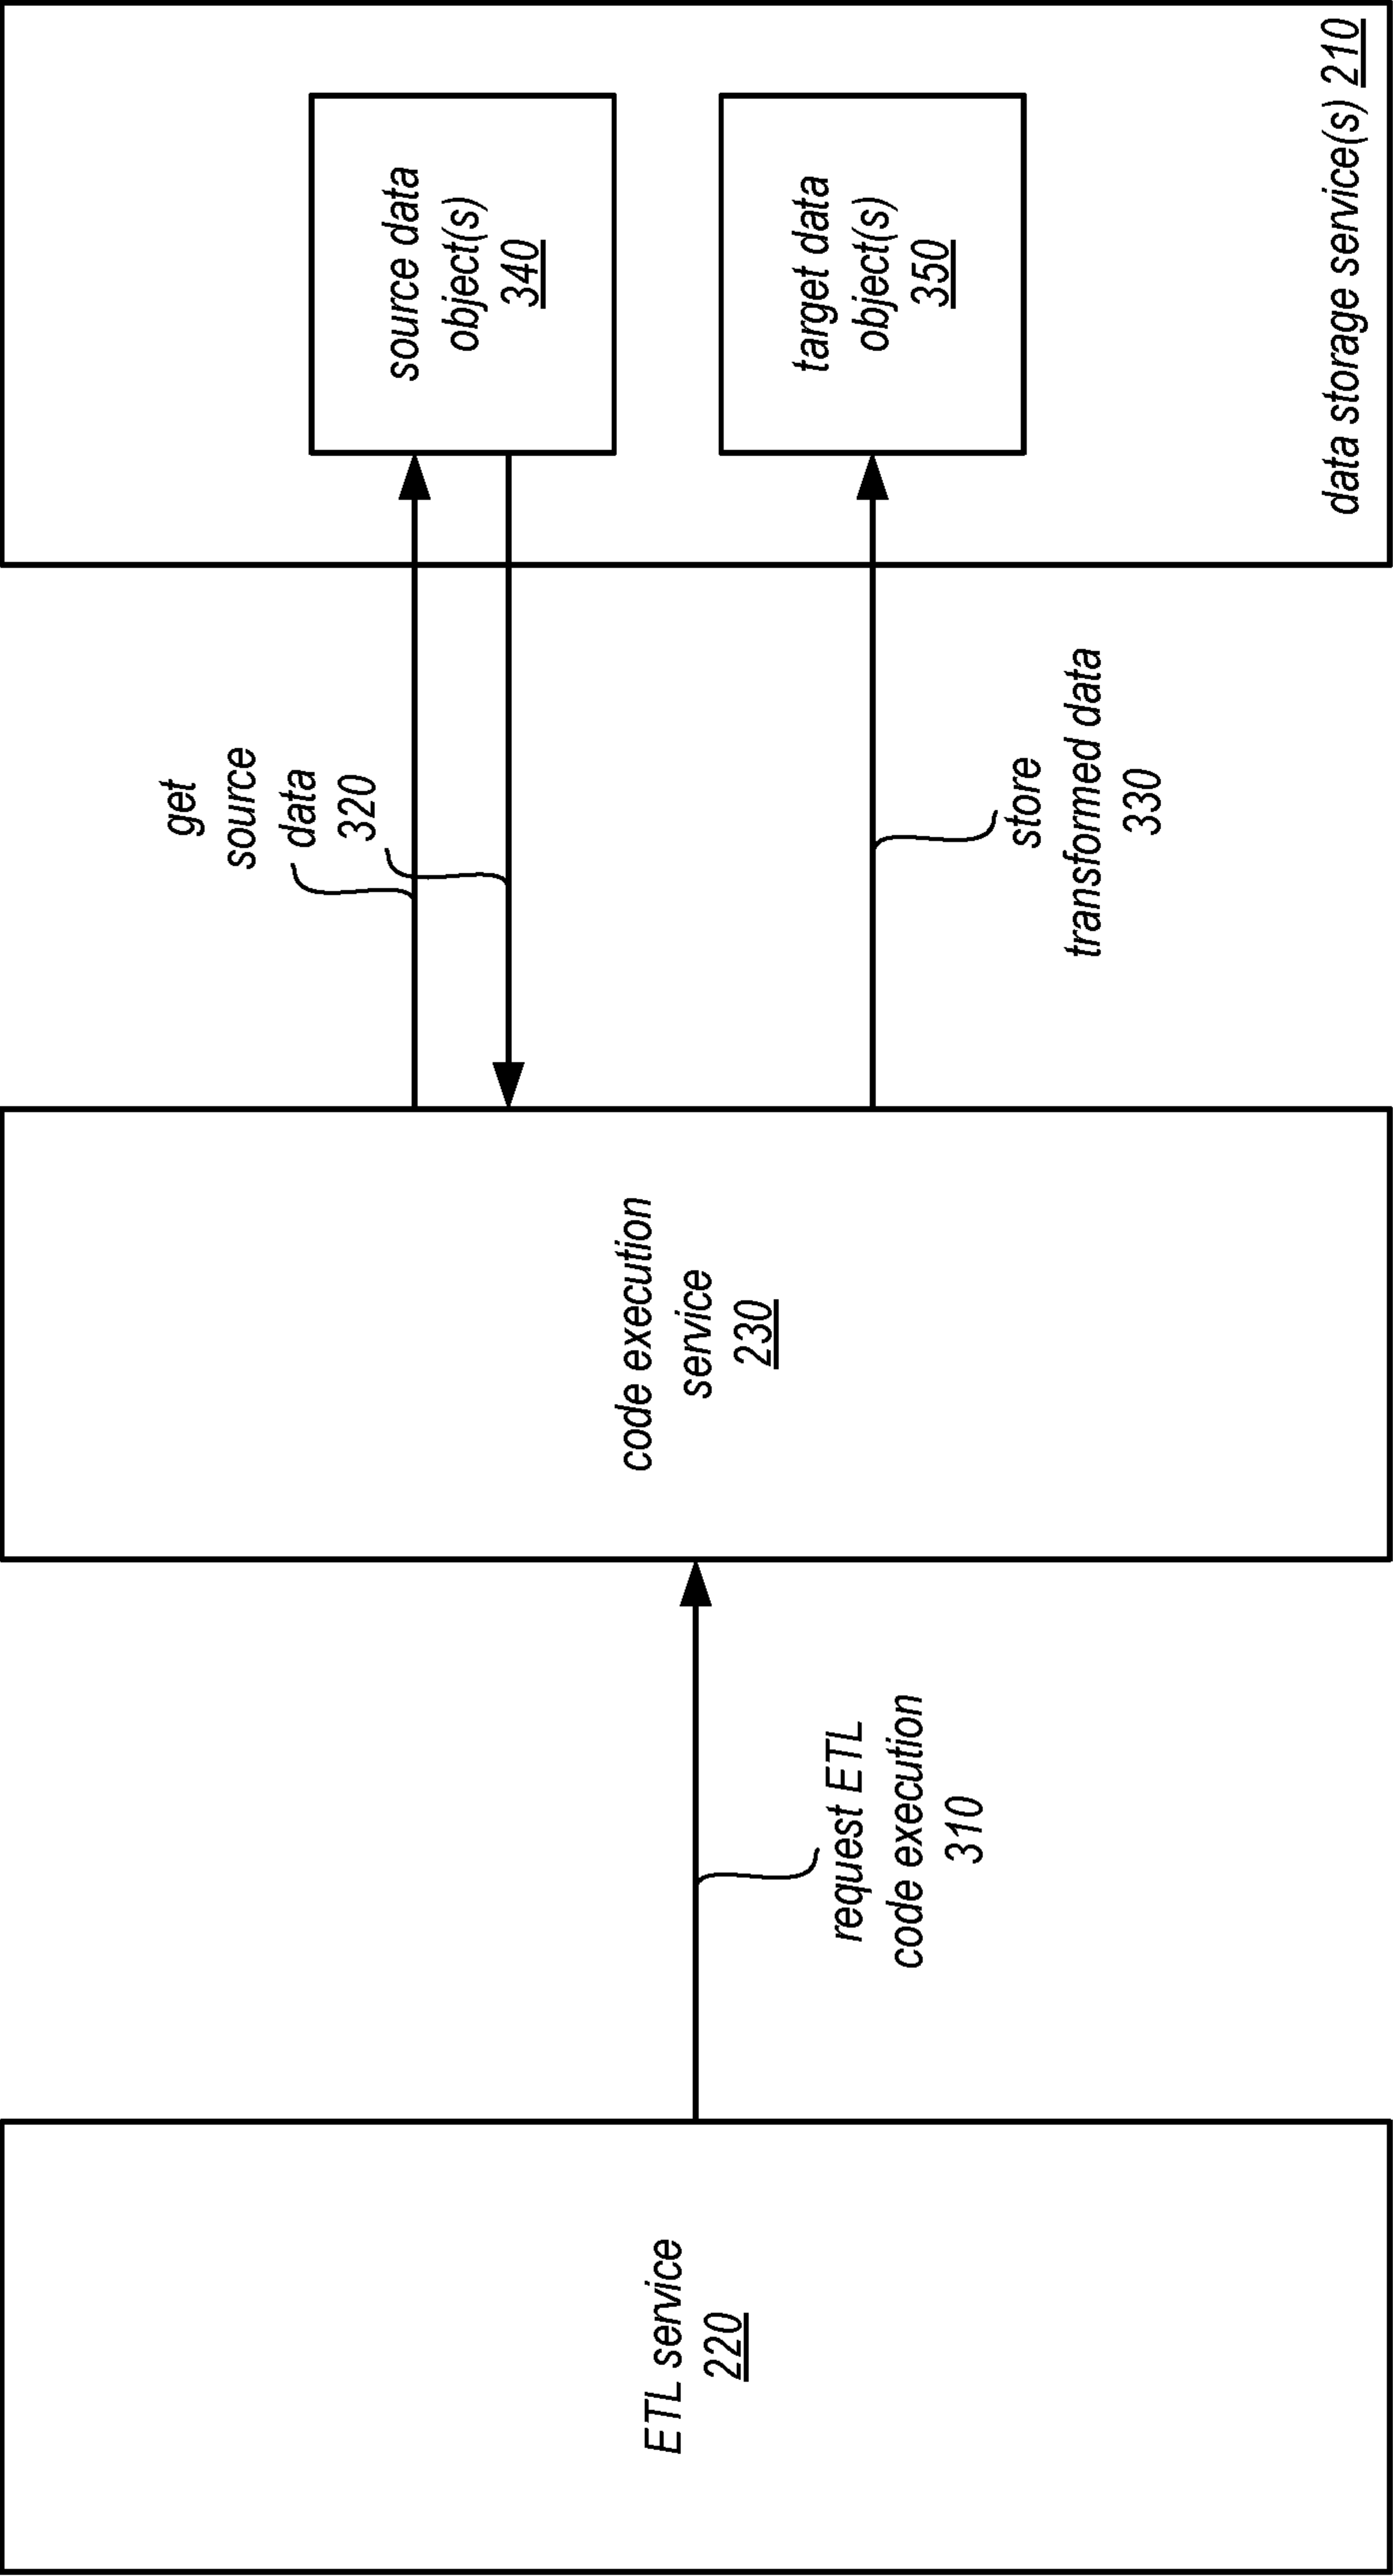 ETL service
220
request ETL
code execution
310
code execution
service
230
get
source
data
320
store
transformed data
330
source data
object(s)
340
target data
object(s)
350
data storage service(s) 210